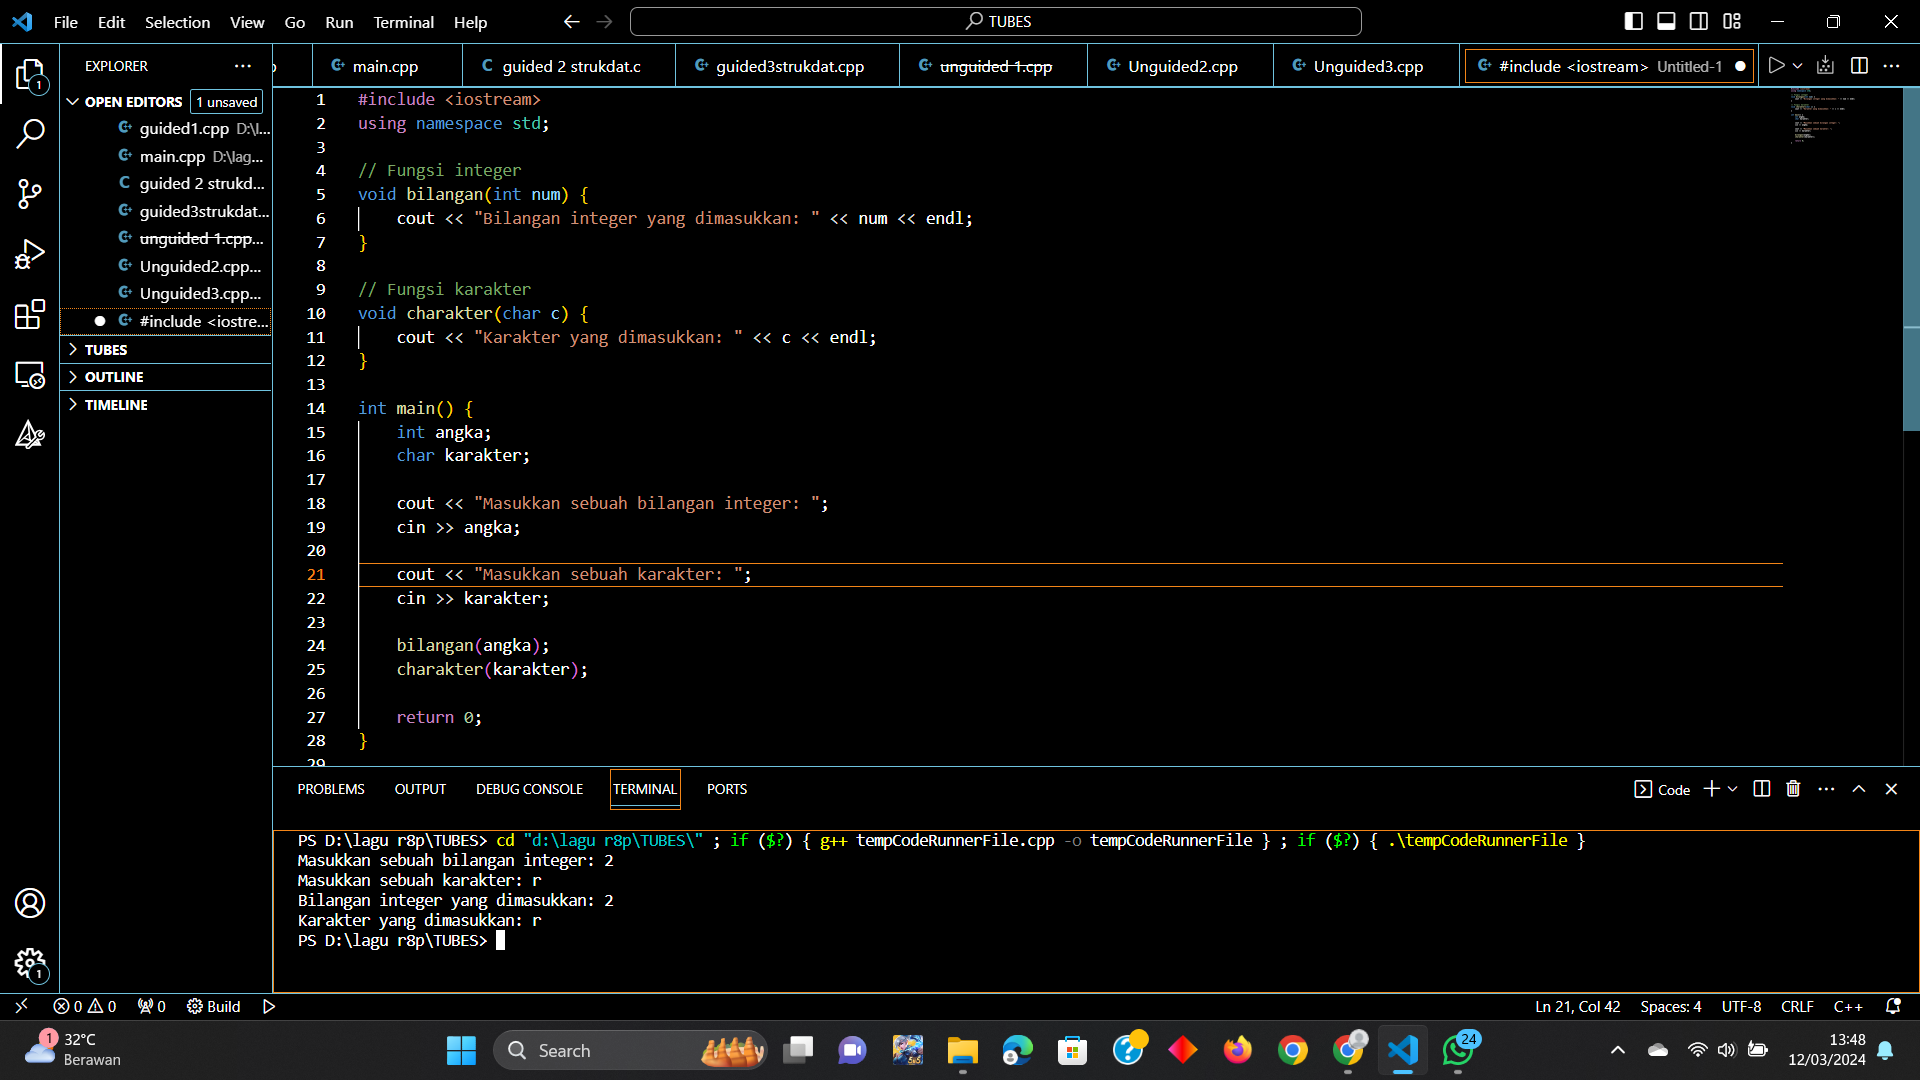 File Edit Selection View Go Run Terminal Help
TUBES
EXPLORER
OPEN EDITORS 1 unsaved
guided1.cpp D:\l...
main.cpp D:\lag...
guided 2 strukd...
guided3strukdat...
unguided 1.cpp...
Unguided2.cpp...
Unguided3.cpp...
#include <iostre...
TUBES
OUTLINE
TIMELINE
main.cpp
guided 2 strukdat.c
guided3strukdat.cpp
unguided 1.cpp
Unguided2.cpp
Unguided3.cpp
#include <iostream> Untitled-1
1 #include <iostream>
2 using namespace std;
3
4 // Fungsi integer
5 void bilangan(int num) {
6 cout << "Bilangan integer yang dimasukkan: " << num << endl;
7 }
8
9 // Fungsi karakter
10 void charakter(char c) {
11 cout << "Karakter yang dimasukkan: " << c << endl;
12 }
13
14 int main() {
15 int angka;
16 char karakter;
17
18 cout << "Masukkan sebuah bilangan integer: ";
19 cin >> angka;
20
21 cout << "Masukkan sebuah karakter: ";
22 cin >> karakter;
23
24 bilangan(angka);
25 charakter(karakter);
26
27 return 0;
28 }
29
PROBLEMS OUTPUT DEBUG CONSOLE TERMINAL PORTS
Code
PS D:\lagu r8p\TUBES> cd "d:\lagu r8p\TUBES\" ; if ($?) { g++ tempCodeRunnerFile.cpp -o tempCodeRunnerFile } ; if ($?) { .\tempCodeRunnerFile }
Masukkan sebuah bilangan integer: 2
Masukkan sebuah karakter: r
Bilangan integer yang dimasukkan: 2
Karakter yang dimasukkan: r
PS D:\lagu r8p\TUBES>
0 0 0 Build
Ln 21, Col 42 Spaces: 4 UTF-8 CRLF C++
1
1
1
32°C
Berawan
Search
24
13:48
12/03/2024